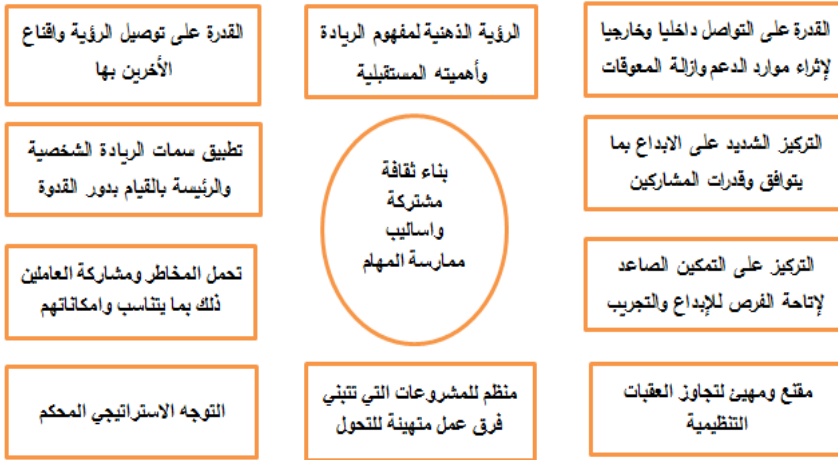 القدرة على التواصل داخليا وخارجيا
لإثراء موارد الدعم وازالة المعوقات
الرؤية الذهنية لمفهوم الريادة
وأهميته المستقبلية
القدرة على توصيل الرؤية واقناع
الأخرين بها
التركيز الشديد على الابداع بما
يتوافق وقدرات المشاركين
بناء ثقافة
مشتركة
واساليب
ممارسة المهام
تطبيق سمات الريادة الشخصية
والرئيسة بالقيام بدور القدوة
التركيز على التمكين الصاعد
لإتاحة الفرص للإبداع والتجريب
تحمل المخاطر ومشاركة العاملين
ذلك بما يتناسب وامكاناتهم
مقنع ومهيئ لتجاوز العقبات
التنظيمية
منظم للمشروعات التي تتبني
فرق عمل متهيئة للتحول
التوجه الاستراتيجي المحكم